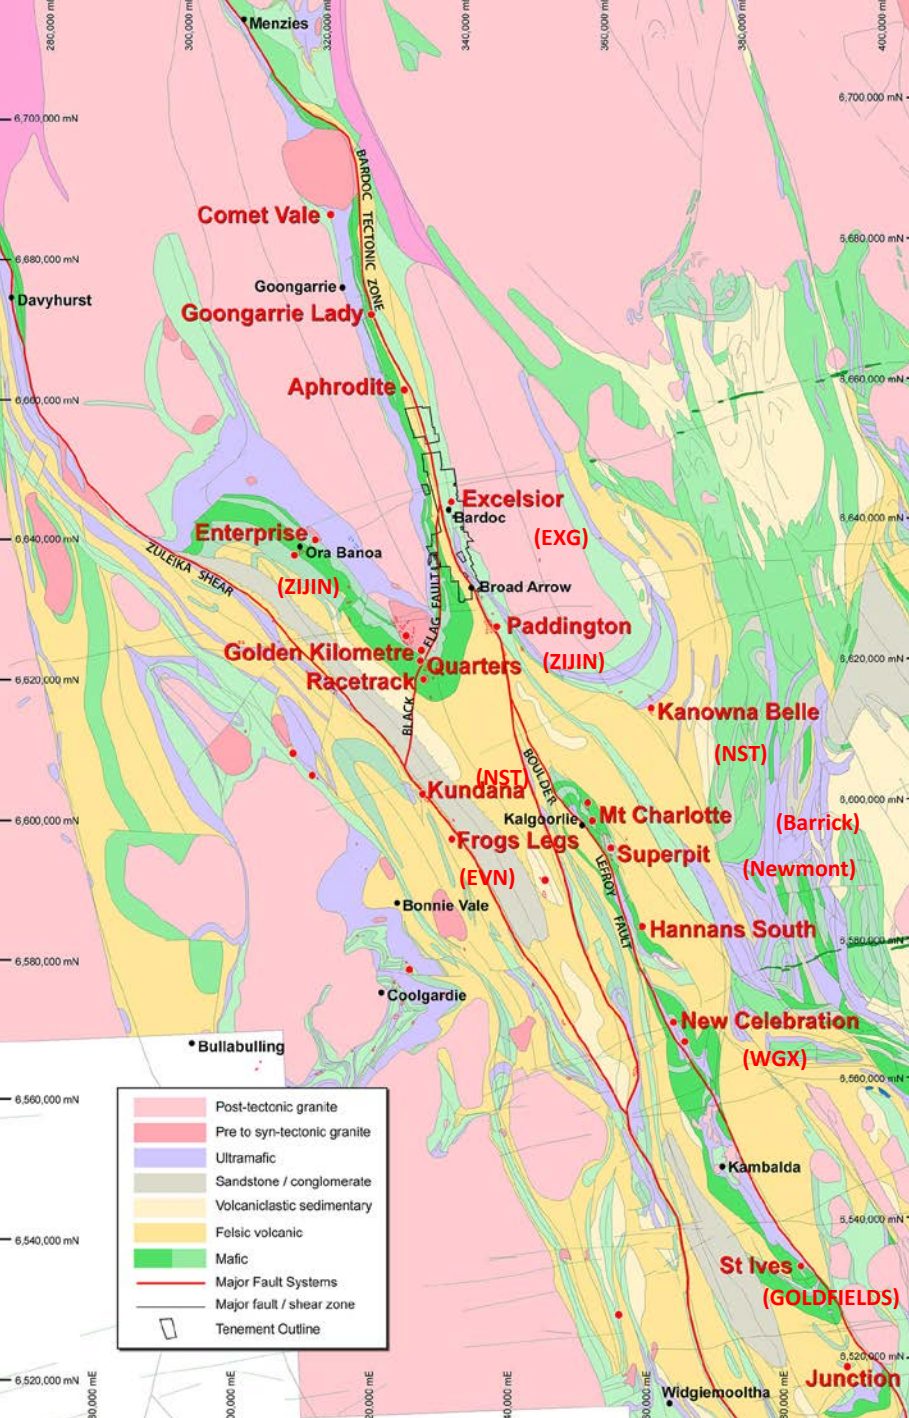 280,000 mE
300,000 mE
320,000 mE
340,000 mE
360,000 mE
380,000 mE
400,000 mE
Menzies
6,700,000 mN
6,700,000 mN
BARDOC TECTONIC ZONE
Comet Vale
6,680,000 mN
6,680,000 mN
Goongarrie
Davyhurst
Goongarrie Lady
Aphrodite
6,660,000 mN
6,660,000 mN
Excelsior
Bardoc
6,640,000 mN
6,640,000 mN
Enterprise
(EXG)
Ora Banoa
ZULEIKA SHEAR
(ZIJIN)
Broad Arrow
BLACK FLAG FAULT
Paddington
Golden Kilometre
Quarters
(ZIJIN)
6,620,000 mN
6,620,000 mN
Racetrack
Kanowna Belle
(NST)
BOULDER LEFROY FAULT
(NST)
Kundana
6,600,000 mN
6,600,000 mN
Kalgoorlie
Mt Charlotte
(Barrick)
Frogs Legs
Superpit
(EVN)
(Newmont)
Bonnie Vale
Hannans South
6,580,000 mN
6,580,000 mN
Coolgardie
New Celebration
Bullabulling
(WGX)
6,560,000 mN
6,560,000 mN
Post-tectonic granite
Pre to syn-tectonic granite
Ultramafic
Kambalda
Sandstone / conglomerate
Volcaniclastic sedimentary
Felsic volcanic
6,540,000 mN
6,540,000 mN
Mafic
St Ives
Major Fault Systems
(GOLDFIELDS)
Major fault / shear zone
Tenement Outline
6,520,000 mN
6,520,000 mN
Junction
Widgiemooltha